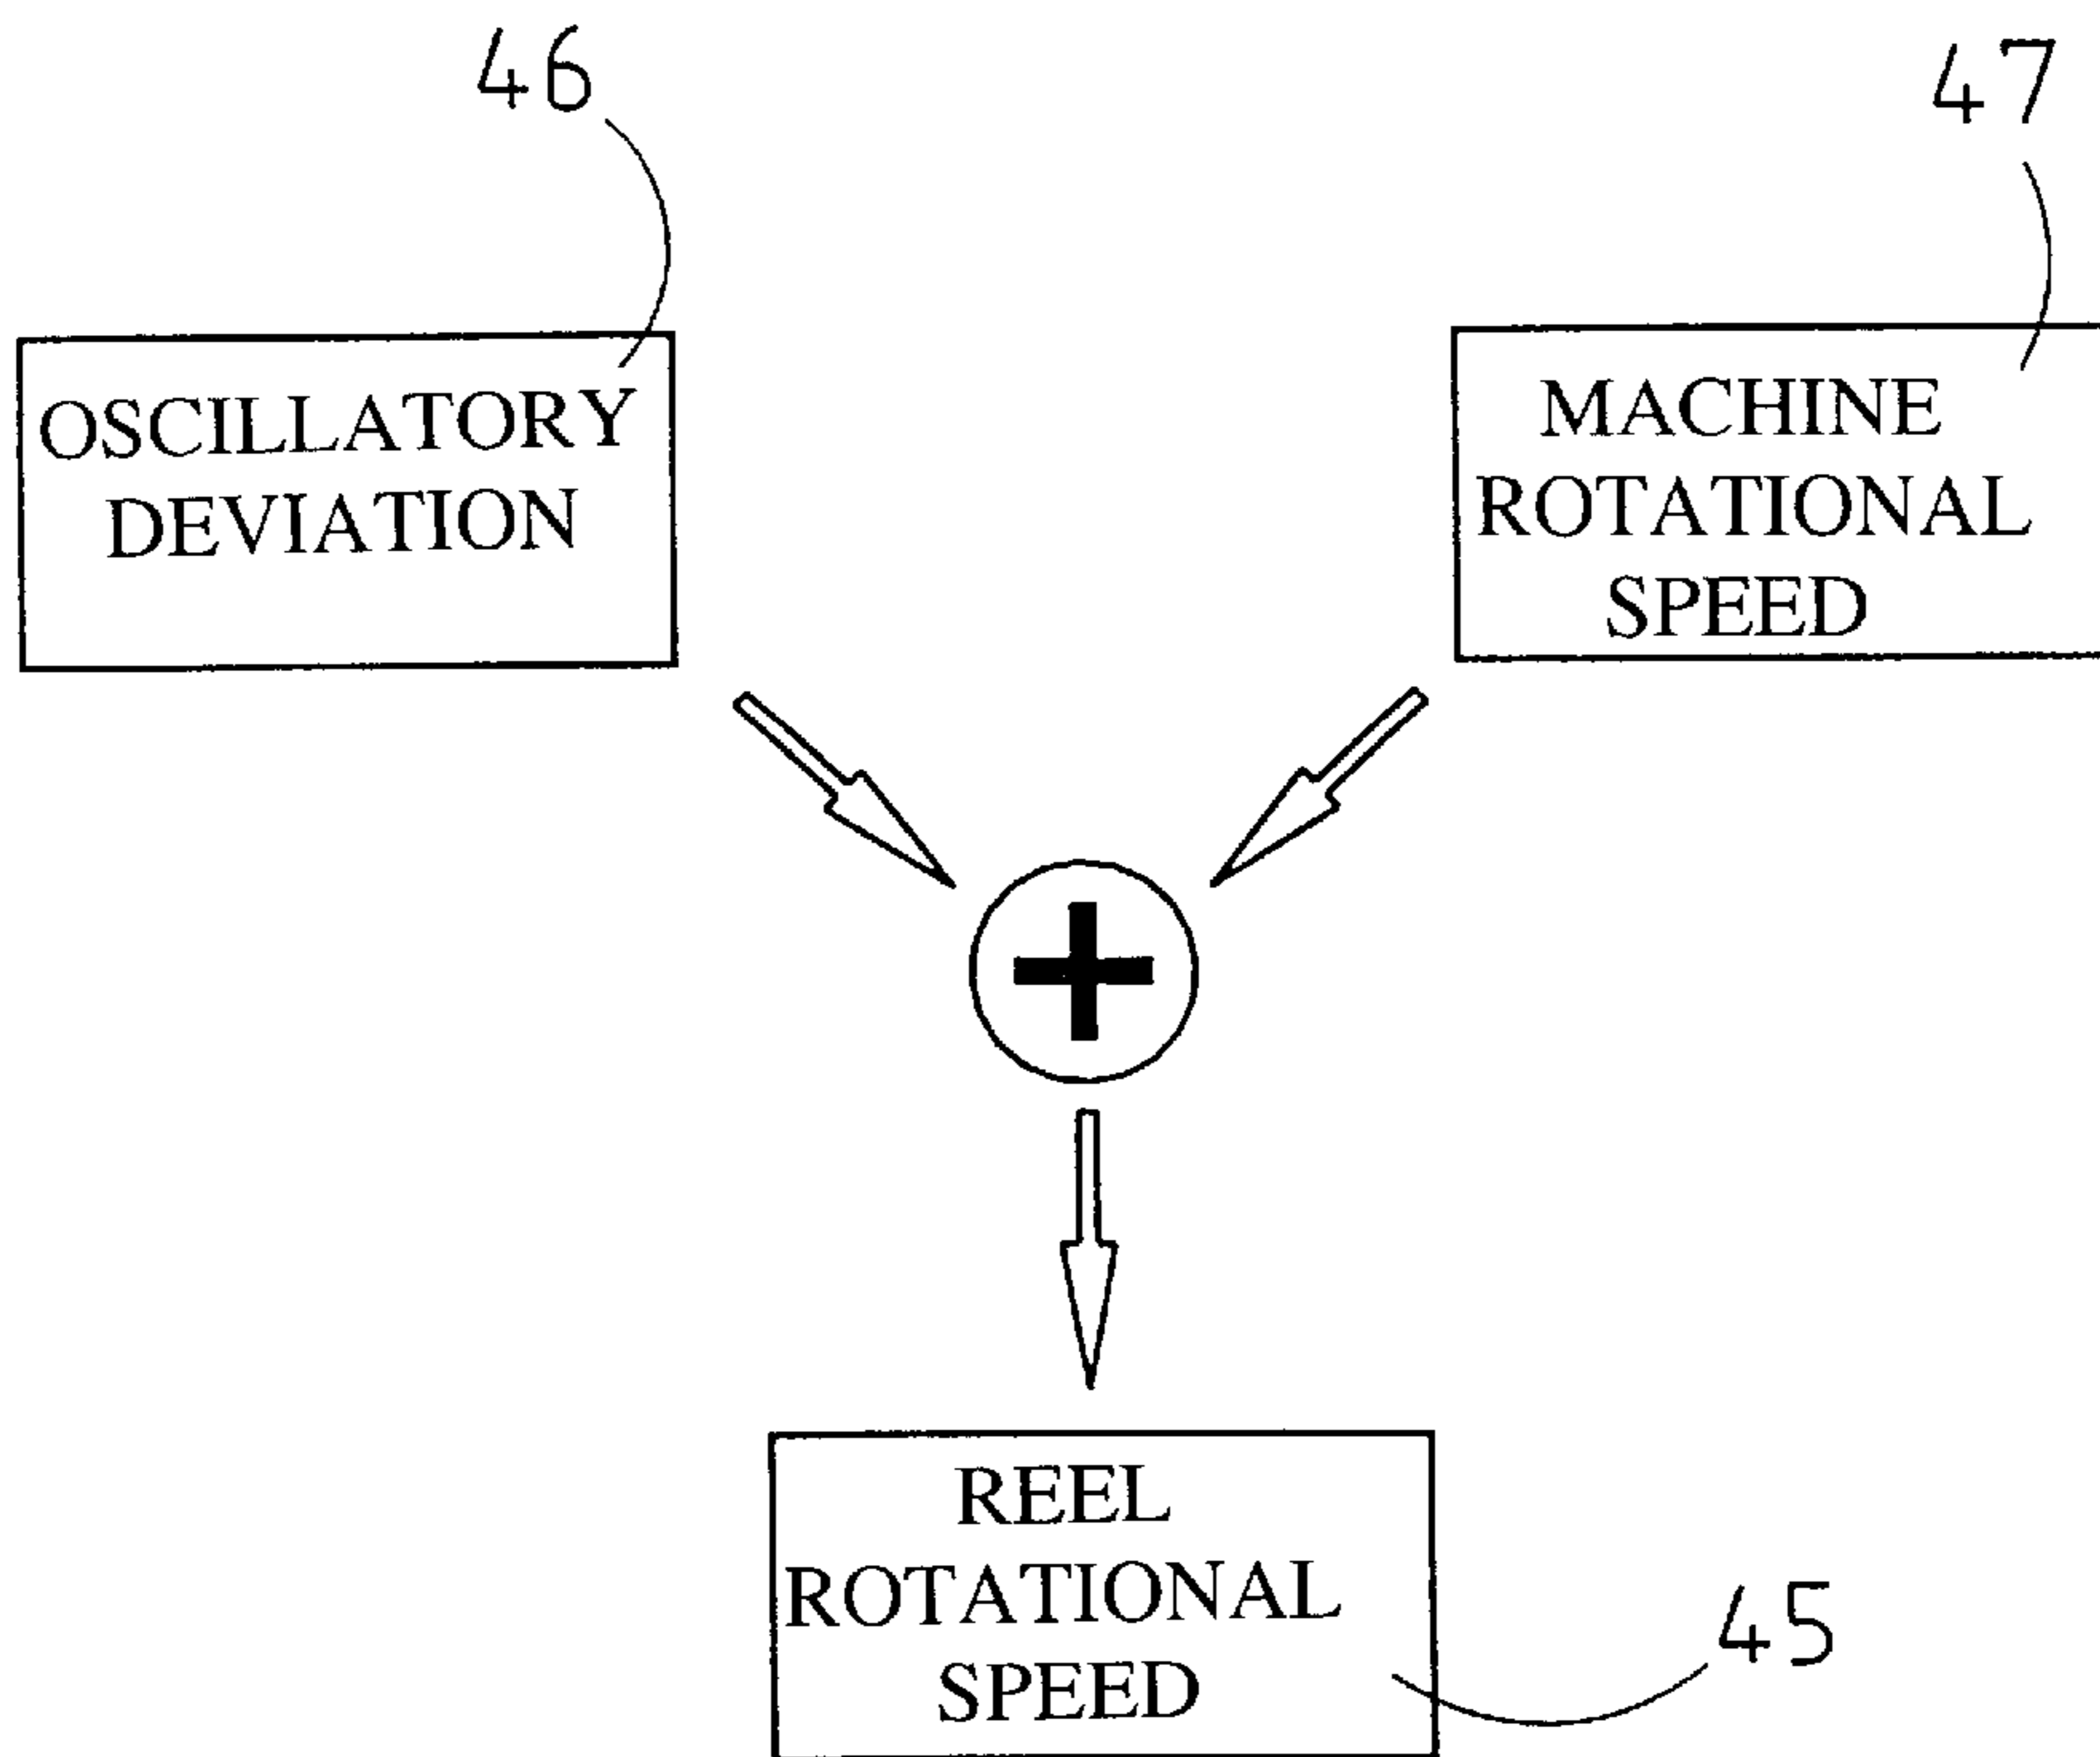 46
47
OSCILLATORY
DEVIATION
MACHINE
ROTATIONAL
SPEED
+
REEL
ROTATIONAL
SPEED
45